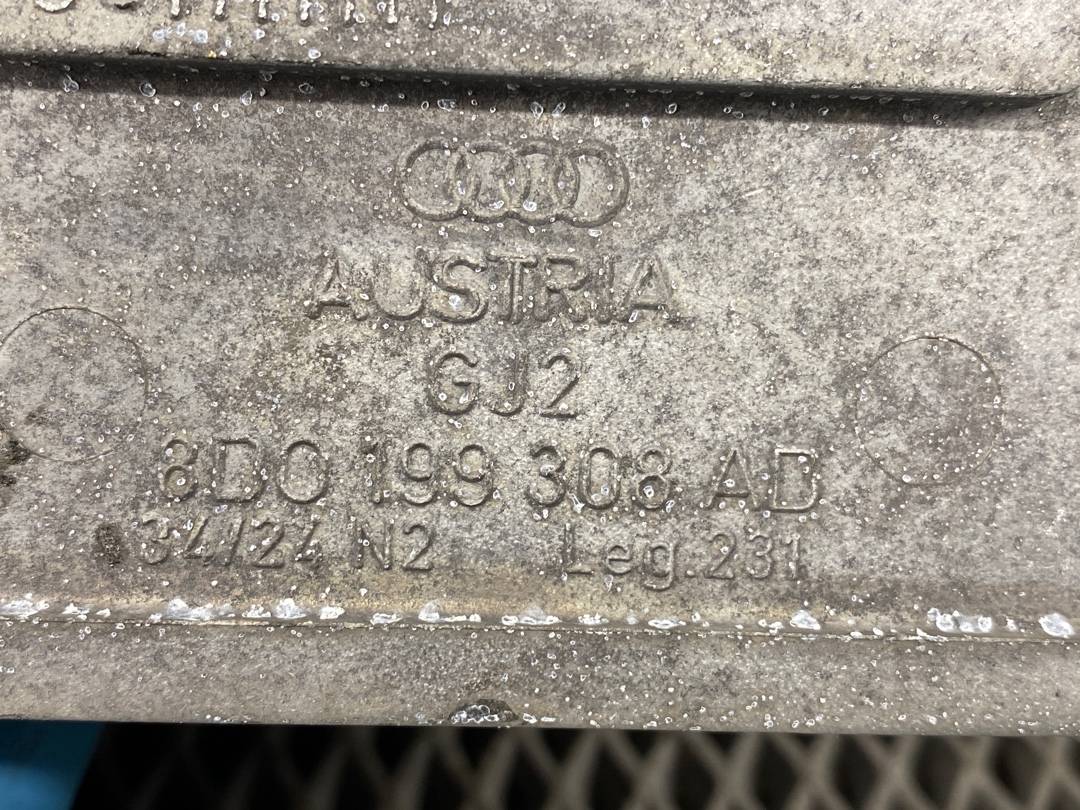 AUSTRIA
GJ2
8D0 199 308 AD
34/24 N2 Leg.231